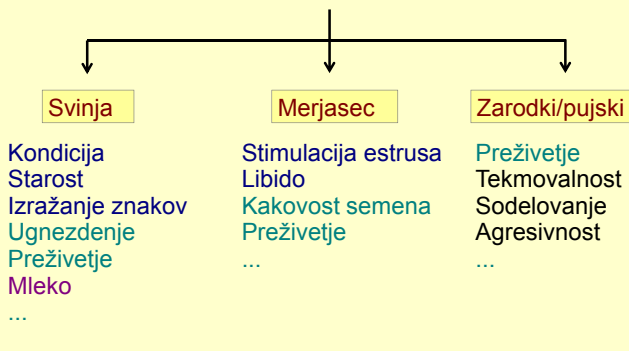 Svinja
Kondicija
Starost
Izražanje znakov
Ugnezdenje
Preživetje
Mleko
...
Merjasec
Stimulacija estrusa
Libido
Kakovost semena
Preživetje
...
Zarodki/pujski
Preživetje
Tekmovalnost
Sodelovanje
Agresivnost
...